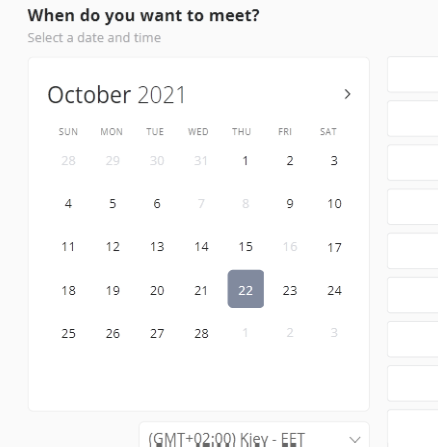 When do you want to meet?
Select a date and time
October 2021
SUN MON TUE WED THU FRI SAT
28 29 30 31 1 2 3
4 5 6 7 8 9 10
11 12 13 14 15 16 17
18 19 20 21 22 23 24
25 26 27 28 1 2 3
(GMT+02:00) Kiev - EET